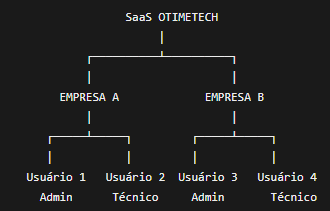 SaaS OTIMETECH
EMPRESA A EMPRESA B
Usuário 1 Usuário 2 Usuário 3 Usuário 4
Admin Técnico Admin Técnico